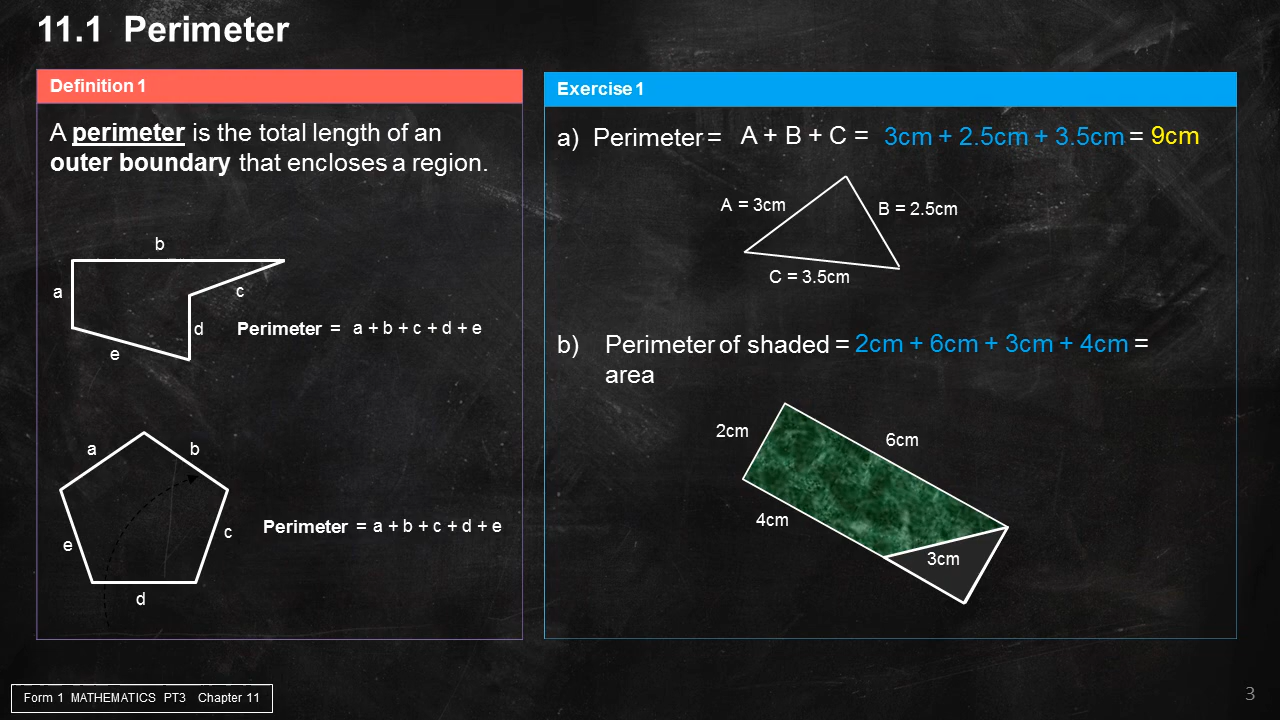 11.1 Perimeter
Definition 1
A perimeter is the total length of an
outer boundary that encloses a region.
b
a
c
d
e
Perimeter = a + b + c + d + e
a
b
c
e
d
Perimeter = a + b + c + d + e
Exercise 1
a) Perimeter = A + B + C = 3cm + 2.5cm + 3.5cm = 9cm
A = 3cm
B = 2.5cm
C = 3.5cm
b) Perimeter of shaded = 2cm + 6cm + 3cm + 4cm =
area
2cm
6cm
4cm
3cm
Form 1 MATHEMATICS PT3 Chapter 11
3